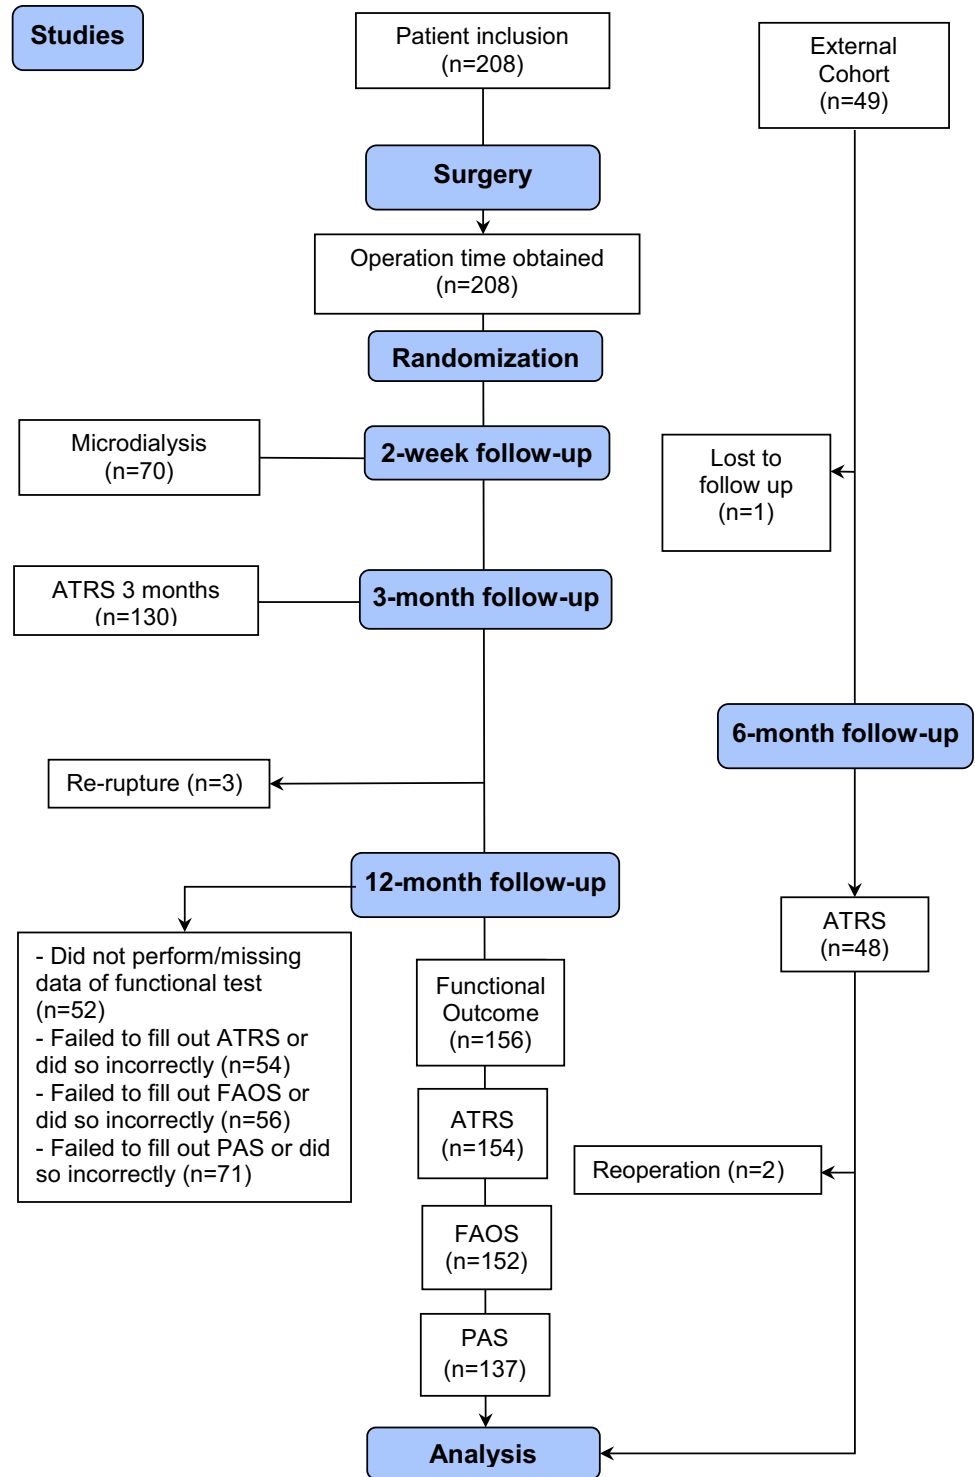 Studies
Patient inclusion
(n=208)
External
Cohort
(n=49)
Surgery
Operation time obtained
(n=208)
Randomization
Microdialysis
(n=70)
2-week follow-up
Lost to
follow up
(n=1)
ATRS 3 months
(n=130)
3-month follow-up
6-month follow-up
Re-rupture (n=3)
12-month follow-up
ATRS
(n=48)
- Did not perform/missing
data of functional test
(n=52)
- Failed to fill out ATRS or
did so incorrectly (n=54)
- Failed to fill out FAOS or
did so incorrectly (n=56)
- Failed to fill out PAS or did
so incorrectly (n=71)
Functional
Outcome
(n=156)
ATRS
(n=154)
Reoperation (n=2)
FAOS
(n=152)
PAS
(n=137)
Analysis